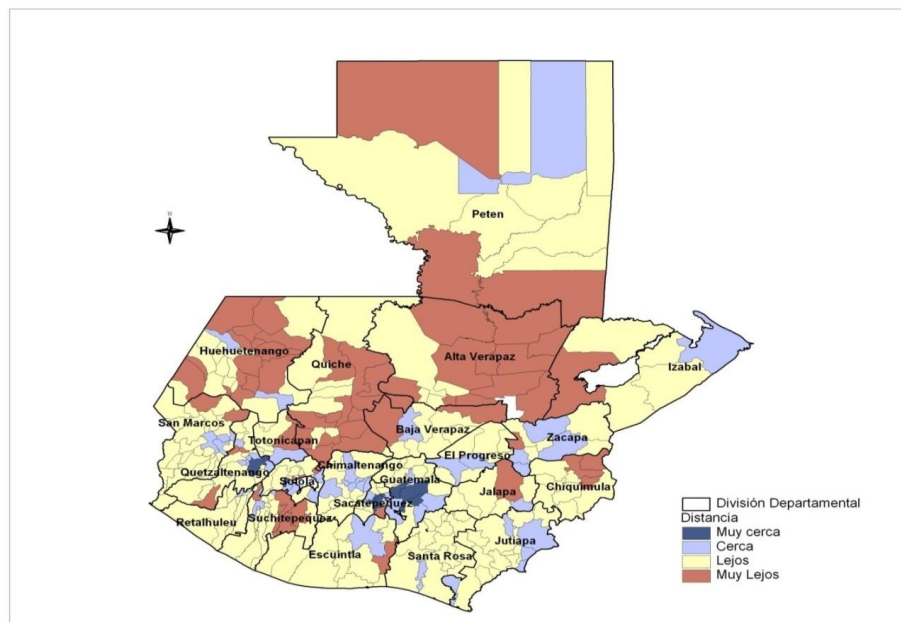 N
Peten
Huehuetenango
Quiche
Alta Verapaz
Izabal
San Marcos
Totonicapan
Baja Verapaz
Zacapa
El Progreso
Quetzaltenango
Chimaltenango
Solola
Guatemala
Chiquimula
Jalapa
Sacatepequez
Retalhuleu
Suchitepequez
Escuintla
Santa Rosa
Jutiapa
División Departamental
Distancia
Muy cerca
Cerca
Lejos
Muy Lejos